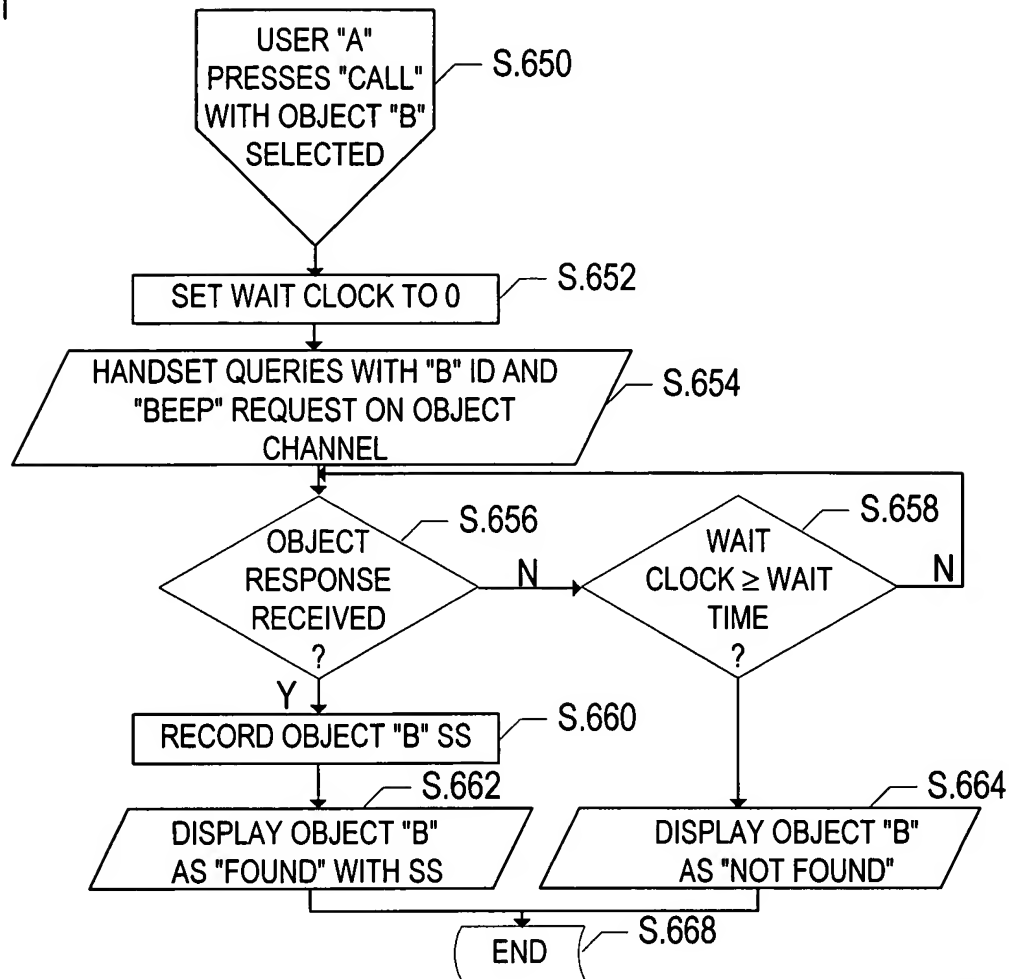 USER "A"
PRESSES "CALL"
WITH OBJECT "B"
SELECTED
S.650
SET WAIT CLOCK TO 0
S.652
HANDSET QUERIES WITH "B" ID AND
"BEEP" REQUEST ON OBJECT
CHANNEL
S.654
OBJECT
RESPONSE
RECEIVED
?
S.656
N
Y
WAIT
CLOCK ≥ WAIT
TIME
?
S.658
N
RECORD OBJECT "B" SS
S.660
DISPLAY OBJECT "B"
AS "FOUND" WITH SS
S.662
DISPLAY OBJECT "B"
AS "NOT FOUND"
S.664
END
S.668